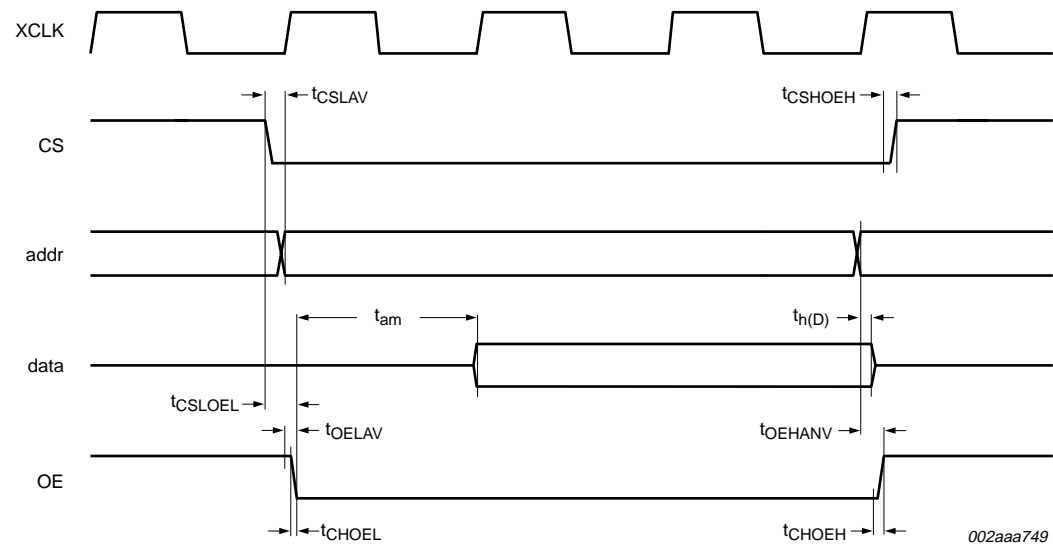 XCLK
tCSLAV
tCSHOEH
CS
addr
tam
th(D)
data
tCSLOEL
tOELAV
tOEHANV
OE
tCHOEL
tCHOEH
002aaa749